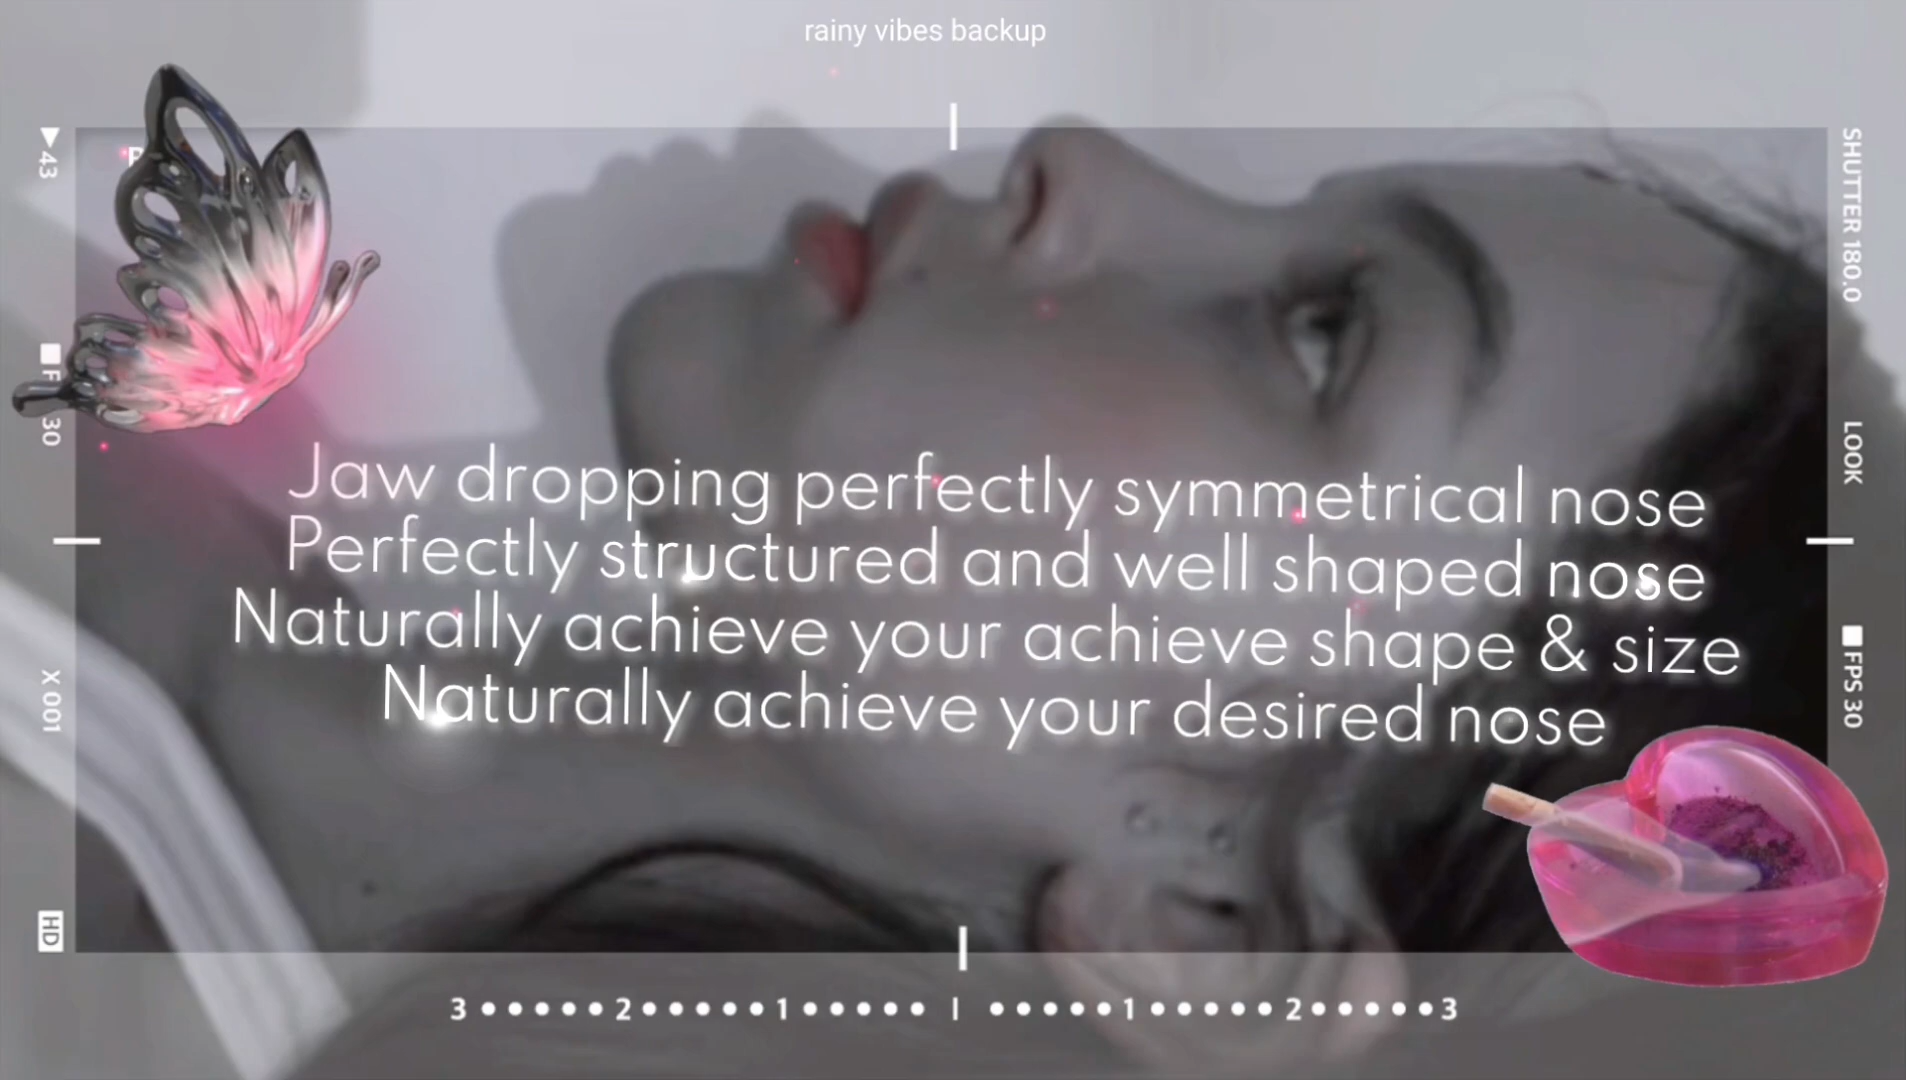 rainy vibes backup
43
SHUTTER 180.0
Jaw dropping perfectly symmetrical nose
Perfectly structured and well shaped nose
Naturally achieve your achieve shape & size
Naturally achieve your desired nose
30
LOOK
X 001
FPS 30
HD
3 2 1 1 2 3